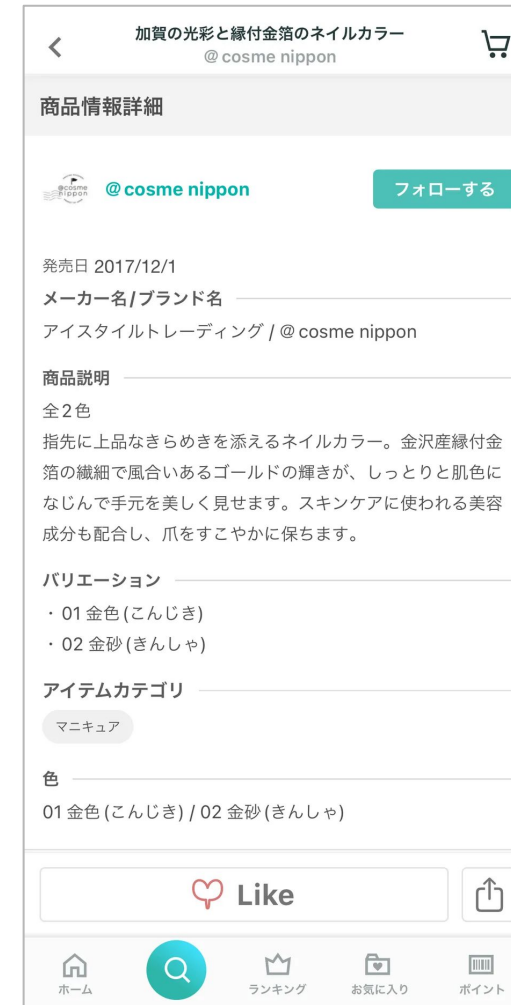 加賀の光彩と縁付金箔のネイルカラー
@cosme nippon
商品情報詳細
@cosme nippon
@cosme nippon
フォローする
発売日 2017/12/1
メーカー名/ブランド名
アイスタイルトレーディング / @cosme nippon
商品説明
全2色
指先に上品なきらめきを添えるネイルカラー。金沢産縁付金
箔の繊細で風合いあるゴールドの輝きが、しっとりと肌色に
なじんで手元を美しく見せます。スキンケアに使われる美容
成分も配合し、爪をすこやかに保ちます。
バリエーション
・01 金色(こんじき)
・02 金砂(きんしゃ)
アイテムカテゴリ
マニキュア
色
01 金色(こんじき) / 02 金砂(きんしゃ)
Like
ホーム
ランキング
お気に入り
ポイント